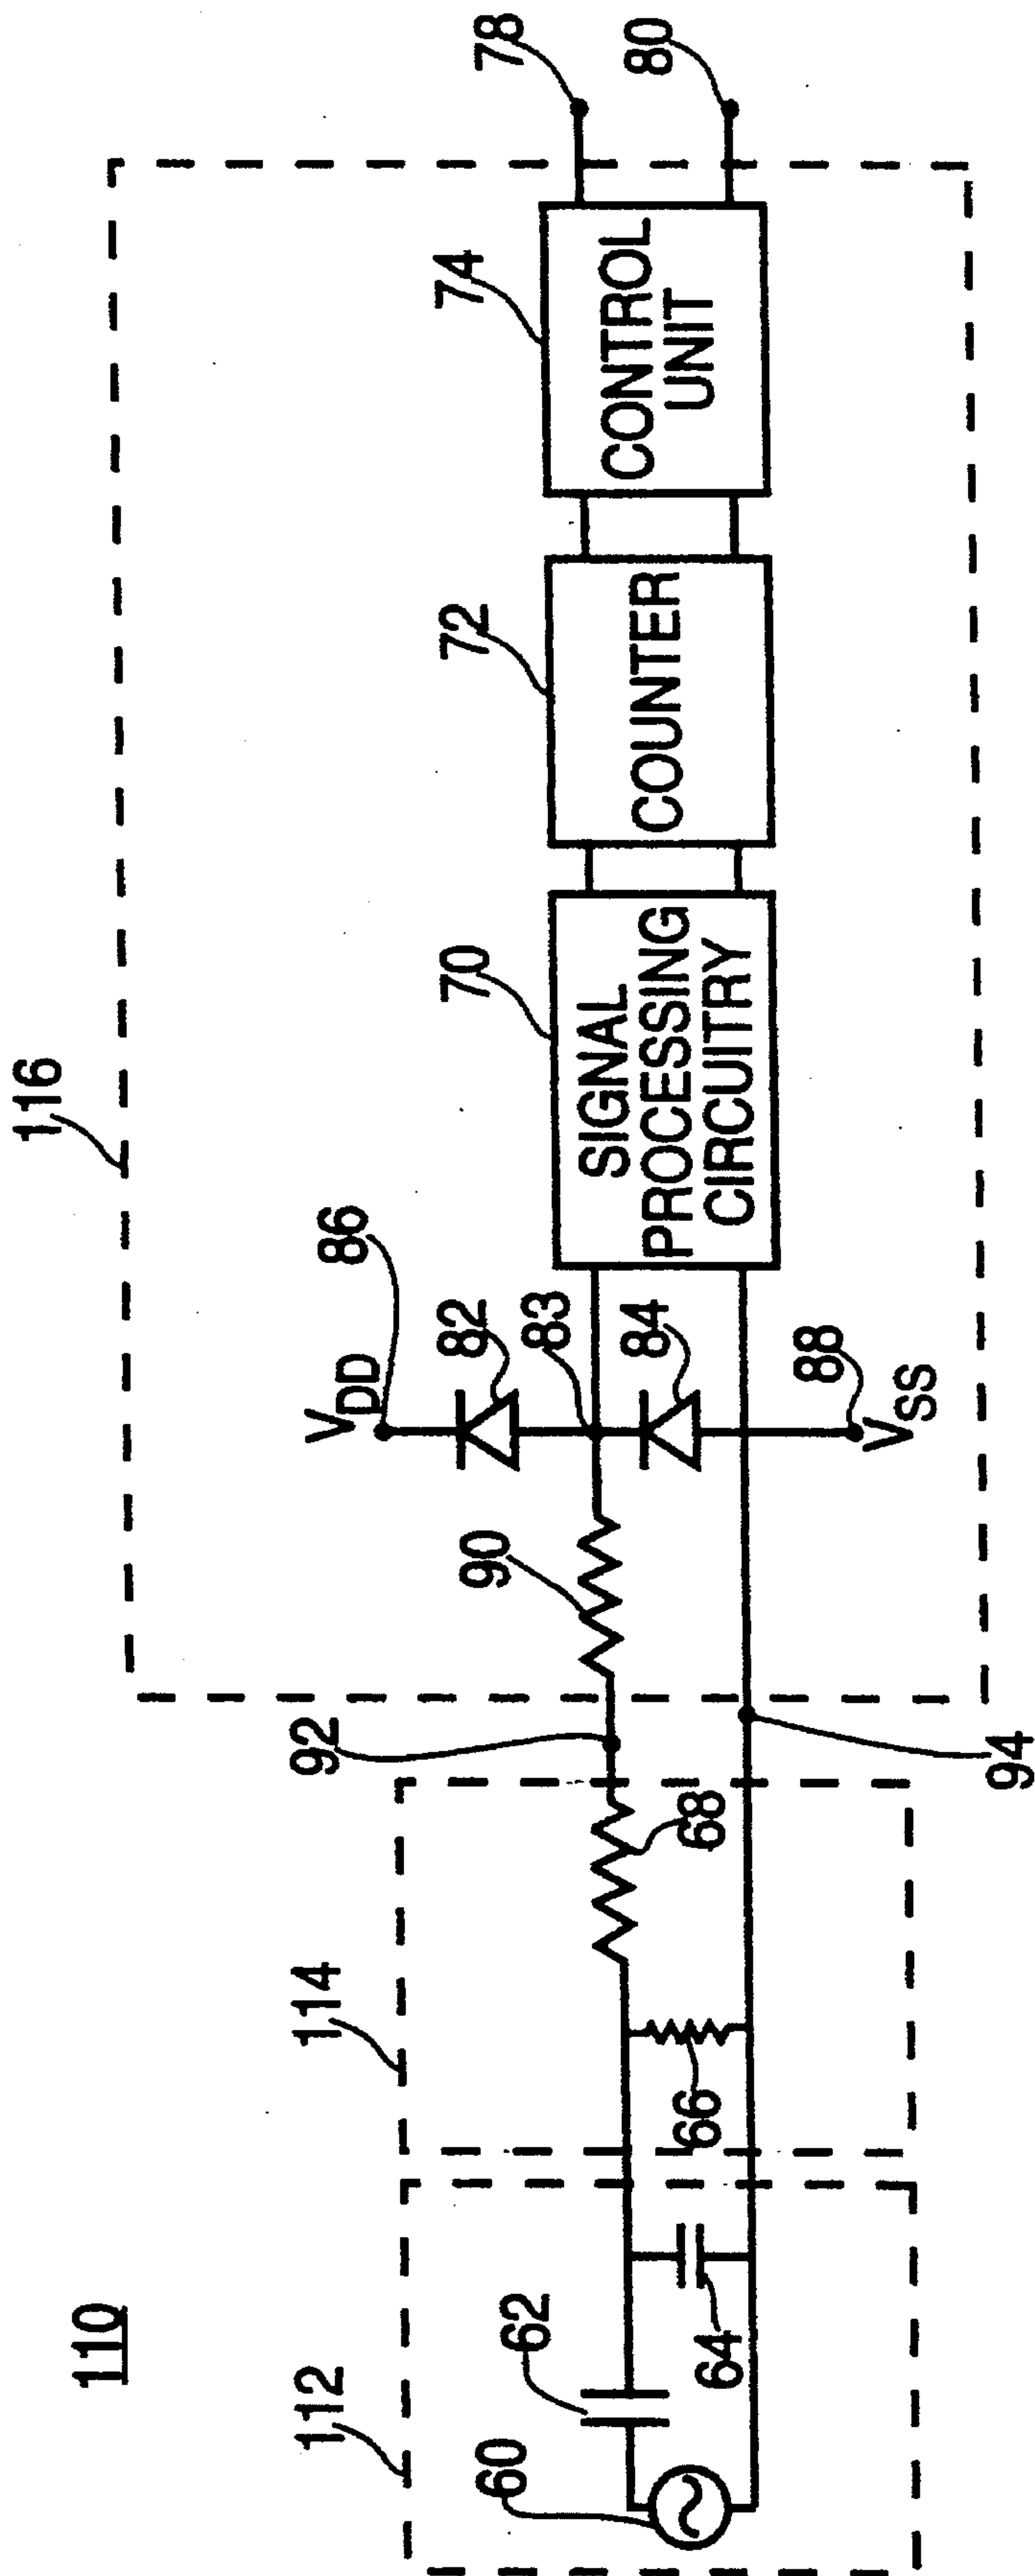 110
112
114
116
60
62
64
66
68
92
94
90
V_DD
86
82
83
84
88
V_SS
70
SIGNAL
PROCESSING
CIRCUITRY
72
COUNTER
74
CONTROL
UNIT
78
80